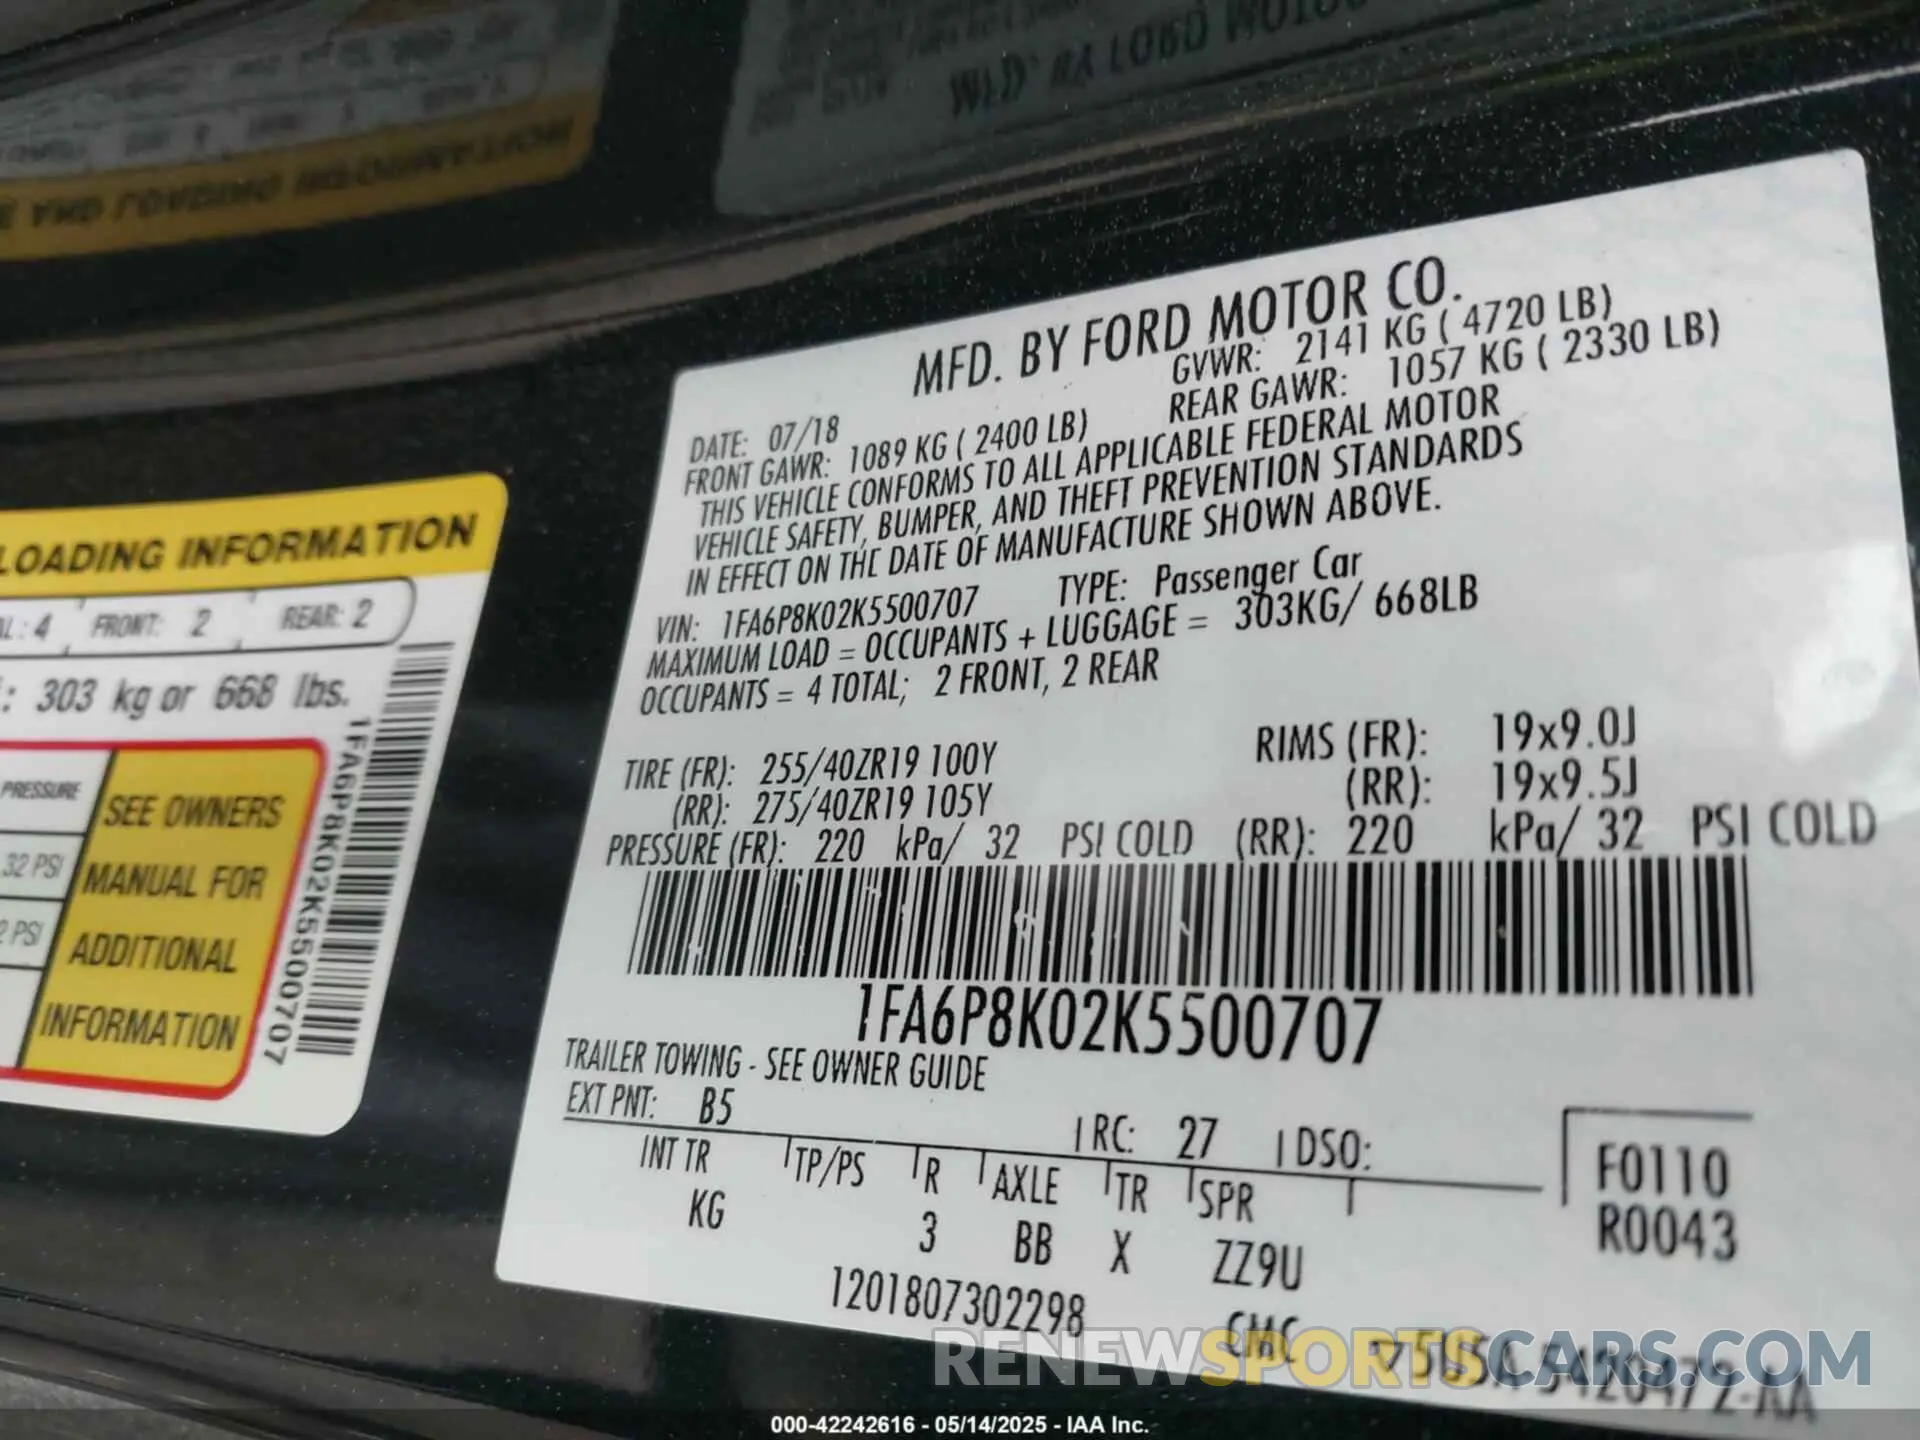 MFD. BY FORD MOTOR CO.
DATE: 07/18
GVWR: 2141 KG ( 4720 LB)
FRONT GAWR: 1089 KG ( 2400 LB)
REAR GAWR: 1057 KG ( 2330 LB)
THIS VEHICLE CONFORMS TO ALL APPLICABLE FEDERAL MOTOR
VEHICLE SAFETY, BUMPER, AND THEFT PREVENTION STANDARDS
IN EFFECT ON THE DATE OF MANUFACTURE SHOWN ABOVE.
VIN: 1FA6P8K02K5500707 TYPE: Passenger Car
MAXIMUM LOAD = OCCUPANTS + LUGGAGE = 303KG/ 668LB
OCCUPANTS = 4 TOTAL; 2 FRONT, 2 REAR
TIRE (FR): 255/40ZR19 100Y RIMS (FR): 19x9.0J
(RR): 275/40ZR19 105Y (RR): 19x9.5J
PRESSURE (FR): 220 kPa/ 32 PSI COLD (RR): 220 kPa/ 32 PSI COLD
1FA6P8K02K5500707
TRAILER TOWING - SEE OWNER GUIDE
EXT PNT: B5 RC: 27 DSO:
INT TR TP/PS R AXLE TR SPR
KG 3 BB X ZZ9U
F0110
R0043
1201807302298
LOADING INFORMATION
AL: 4 FRONT: 2 REAR: 2
: 303 kg or 668 lbs.
PRESSURE
32 PSI
2 PSI
SEE OWNERS
MANUAL FOR
ADDITIONAL
INFORMATION
1FA6P8K02K5500707
RENEWSPORTSCARS.COM
000-42242616 - 05/14/2025 - IAA Inc.